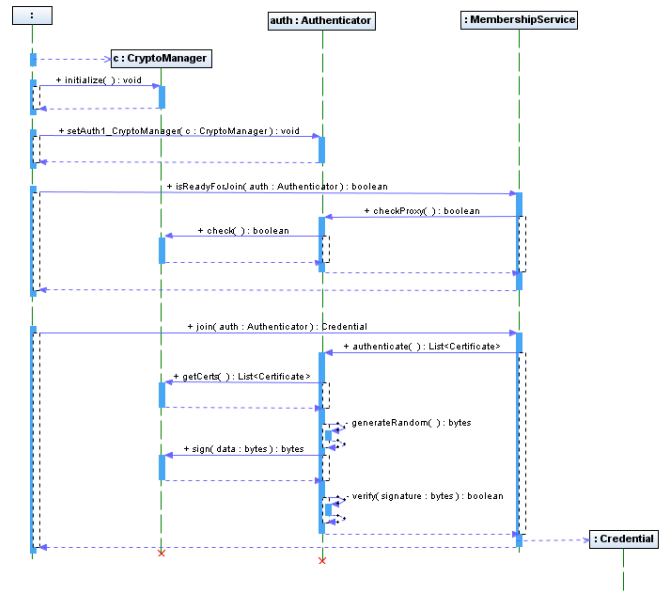 :
auth : Authenticator
: MembershipService
c : CryptoManager
+ initialize( ) : void
+ setAuth1_CryptoManager( c : CryptoManager ) : void
+ isReadyForJoin( auth : Authenticator ) : boolean
+ checkProxy( ) : boolean
+ check( ) : boolean
+ join( auth : Authenticator ) : Credential
+ authenticate( ) : List<Certificate>
+ getCerts( ) : List<Certificate>
- generateRandom( ) : bytes
+ sign( data : bytes ) : bytes
- verify( signature : bytes ) : boolean
: Credential